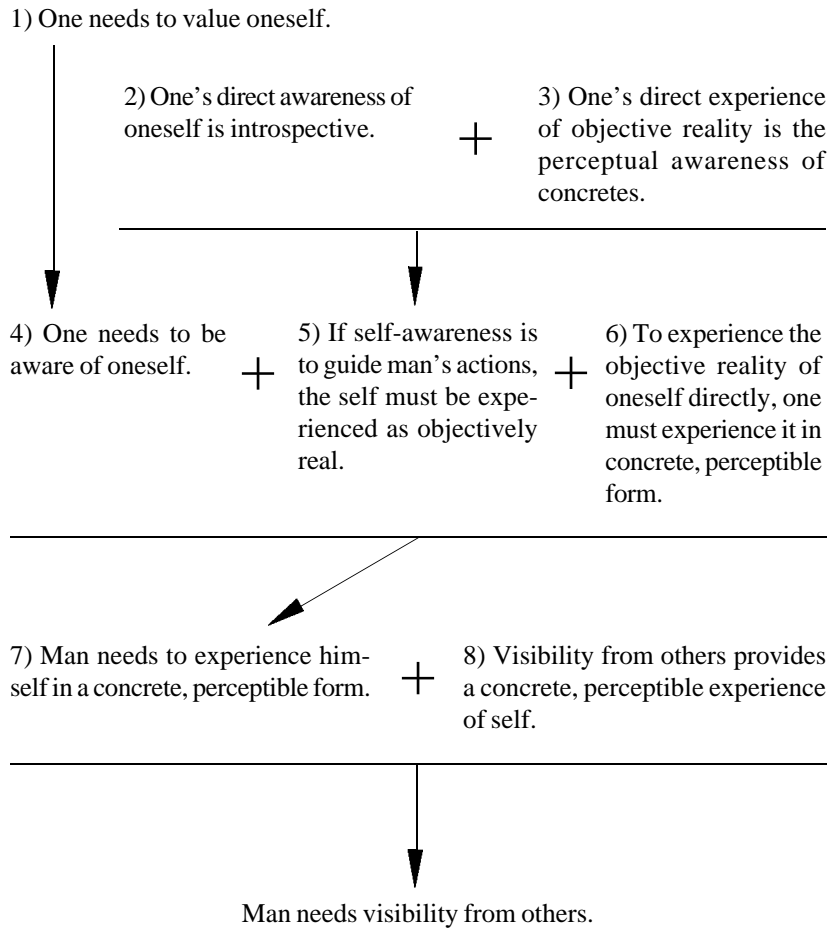 1) One needs to value oneself.
2) One's direct awareness of
oneself is introspective.
+
3) One's direct experience
of objective reality is the
perceptual awareness of
concretes.
4) One needs to be
aware of oneself.
+
5) If self-awareness is
to guide man's actions,
the self must be expe-
rienced as objectively
real.
+
6) To experience the
objective reality of
oneself directly, one
must experience it in
concrete, perceptible
form.
7) Man needs to experience him-
self in a concrete, perceptible form.
+
8) Visibility from others provides
a concrete, perceptible experience
of self.
Man needs visibility from others.